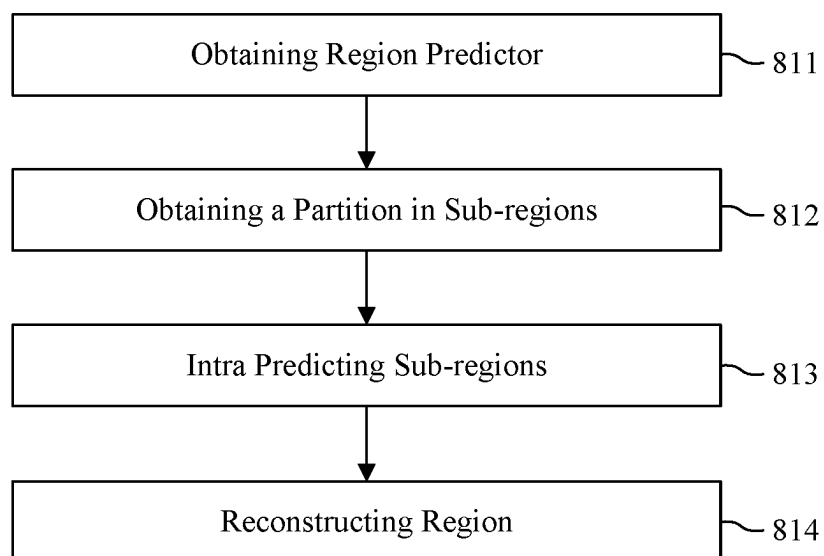 Obtaining Region Predictor 811
Obtaining a Partition in Sub-regions 812
Intra Predicting Sub-regions 813
Reconstructing Region 814